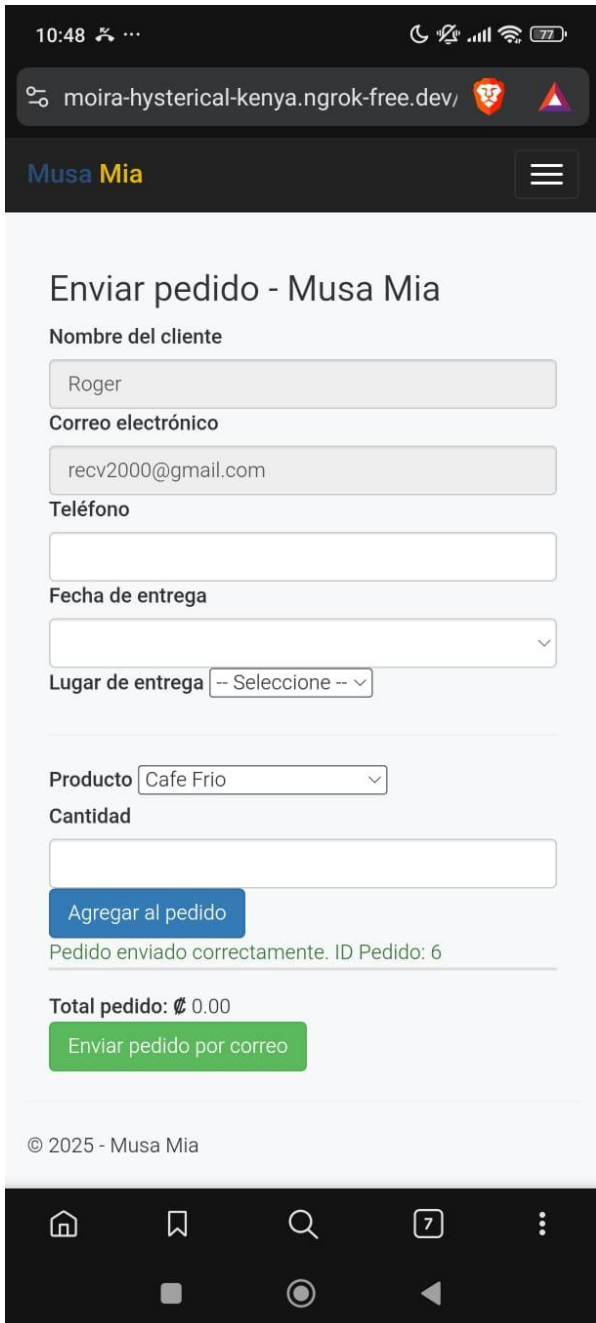 10:48 ···
77
moira-hysterical-kenya.ngrok-free.dev/
Musa Mia
Enviar pedido - Musa Mia
Nombre del cliente
Roger
Correo electrónico
recv2000@gmail.com
Teléfono
Fecha de entrega
Lugar de entrega -- Seleccione --
Producto Cafe Frio
Cantidad
Agregar al pedido
Pedido enviado correctamente. ID Pedido: 6
Total pedido: ₡ 0.00
Enviar pedido por correo
© 2025 - Musa Mia
7